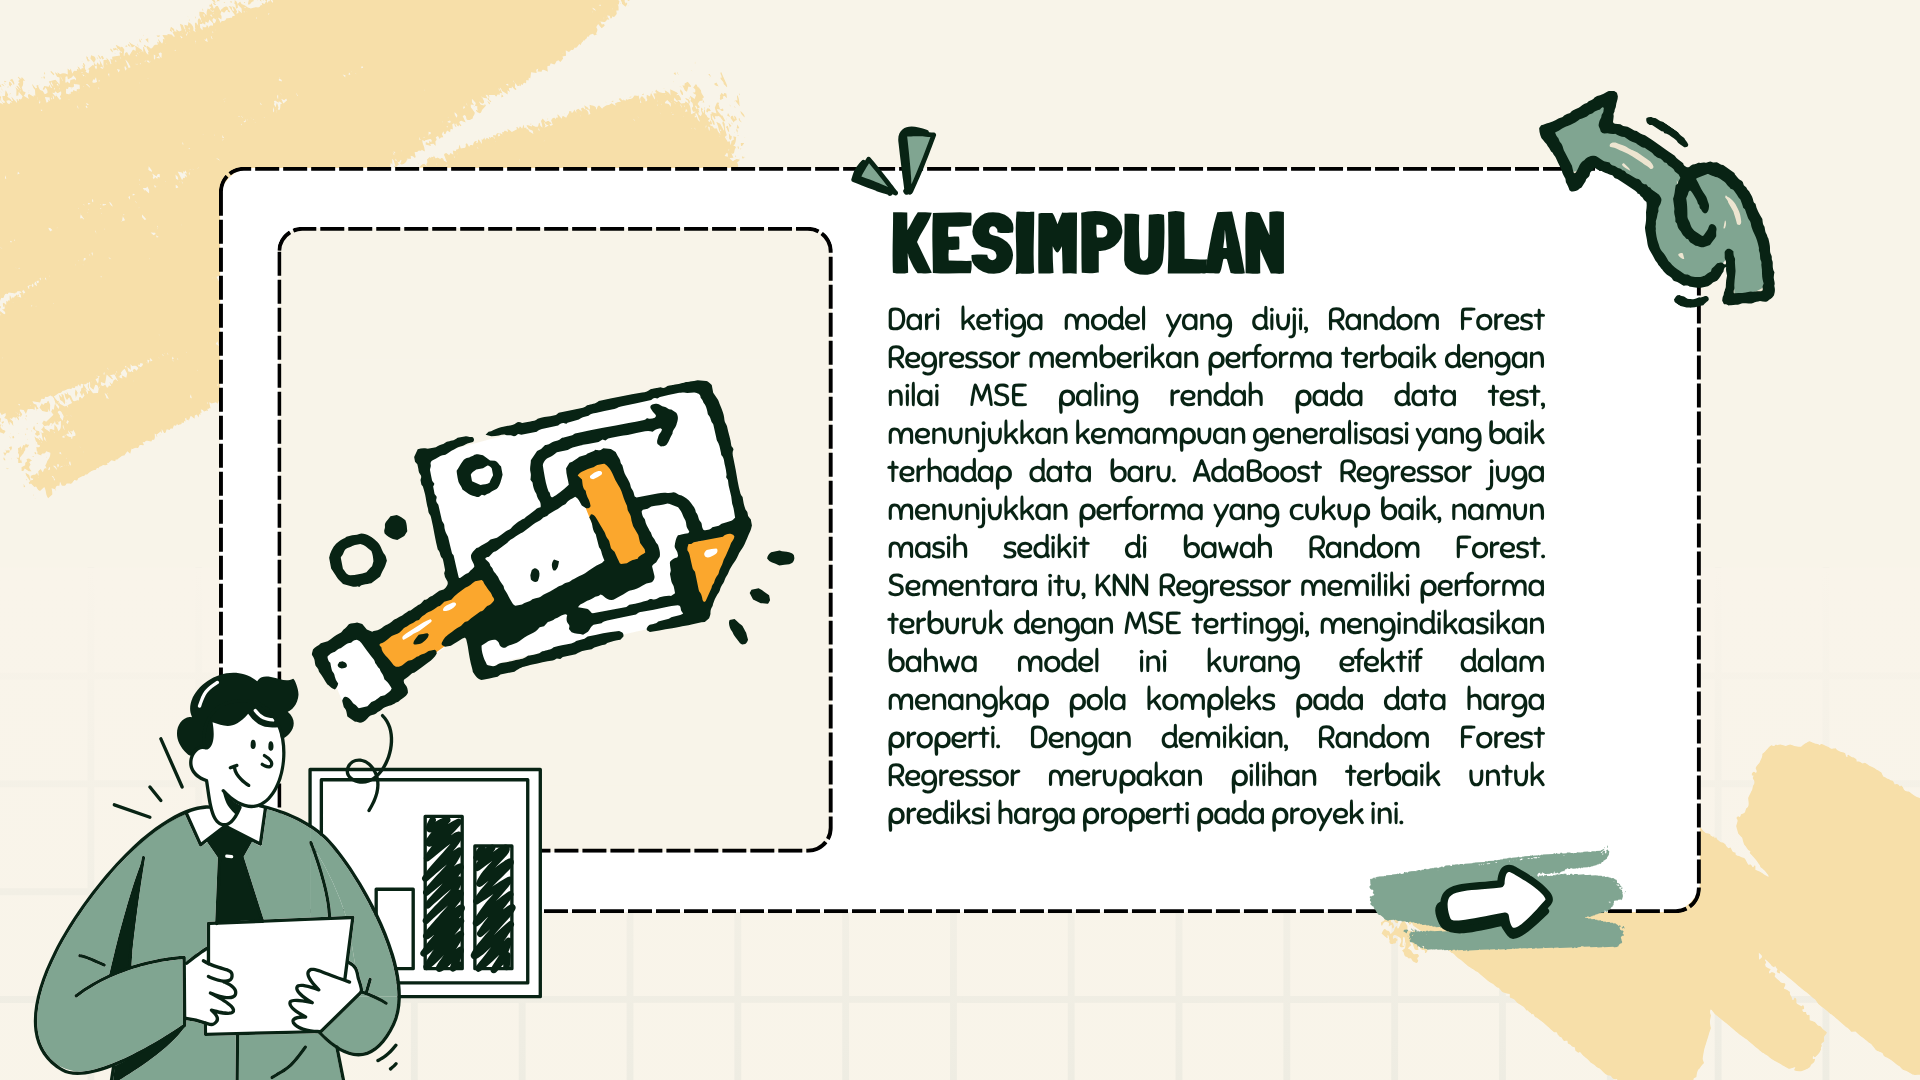 KESIMPULAN
Dari ketiga model yang diuji, Random Forest
Regressor memberikan performa terbaik dengan
nilai MSE paling rendah pada data test,
menunjukkan kemampuan generalisasi yang baik
terhadap data baru. AdaBoost Regressor juga
menunjukkan performa yang cukup baik, namun
masih sedikit di bawah Random Forest.
Sementara itu, KNN Regressor memiliki performa
terburuk dengan MSE tertinggi, mengindikasikan
bahwa model ini kurang efektif dalam
menangkap pola kompleks pada data harga
properti. Dengan demikian, Random Forest
Regressor merupakan pilihan terbaik untuk
prediksi harga properti pada proyek ini.